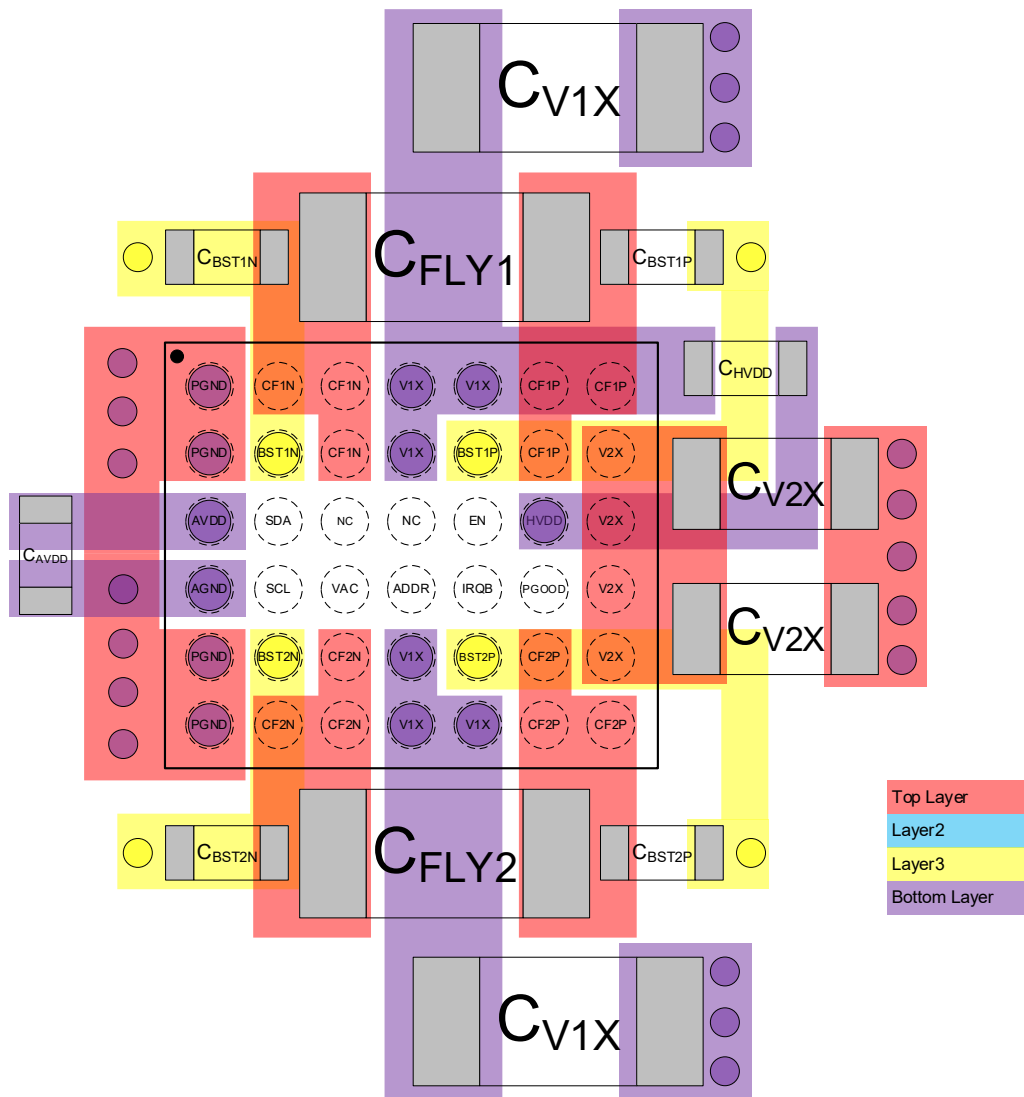 CV1X
CBST1N
CFLY1
CBST1P
CHVDD
PGND CF1N CF1N V1X V1X CF1P CF1P
PGND BST1N CF1N V1X BST1P CF1P V2X
CV2X
AVDD SDA NC NC EN HVDD V2X
CAVDD
AGND SCL VAC ADDR IRQB PGOOD V2X
CV2X
PGND BST2N CF2N V1X BST2P CF2P V2X
PGND CF2N CF2N V1X V1X CF2P CF2P
Top Layer
Layer2
Layer3
Bottom Layer
CBST2N
CFLY2
CBST2P
CV1X